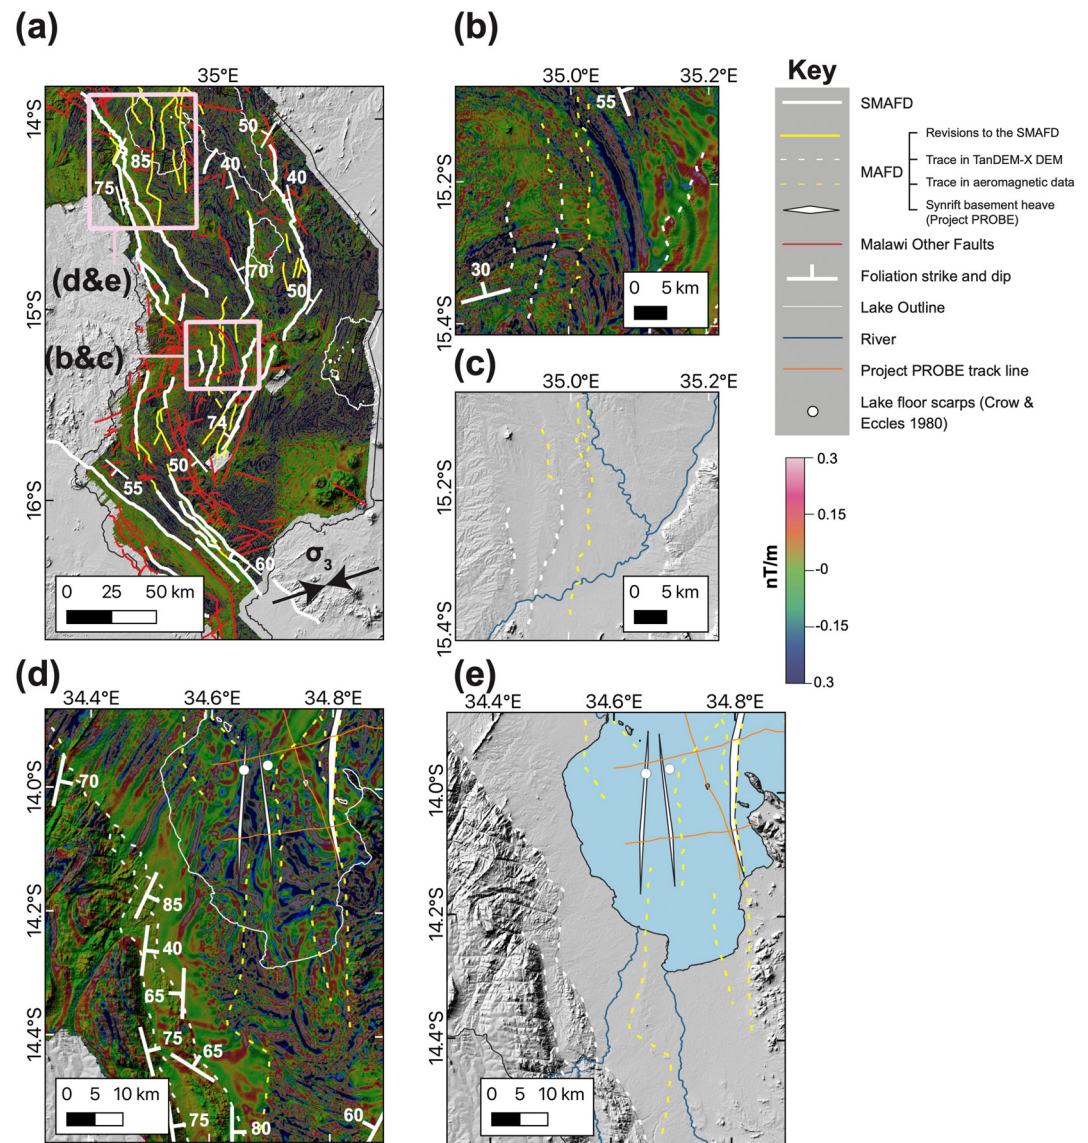 (a)
35°E
14°S
15°S
16°S
50
85
40
75
40
70
50
(d&e)
(b&c)
74
50
55
60
σ3
0 25 50 km
(b)
35.0°E 35.2°E
15.2°S
15.4°S
55
30
0 5 km
(c)
35.0°E 35.2°E
15.2°S
15.4°S
0 5 km
Key
SMAFD
MAFD
Revisions to the SMAFD
Trace in TanDEM-X DEM
Trace in aeromagnetic data
Synrift basement heave
(Project PROBE)
Malawi Other Faults
Foliation strike and dip
Lake Outline
River
Project PROBE track line
Lake floor scarps (Crow &
Eccles 1980)
0.3
0.15
-0
-0.15
-0.3
nT/m
(d)
34.4°E 34.6°E 34.8°E
14.0°S
14.2°S
14.4°S
70
85
40
65
75
65
75
80
60
0 5 10 km
(e)
34.4°E 34.6°E 34.8°E
14.0°S
14.2°S
14.4°S
0 5 10 km